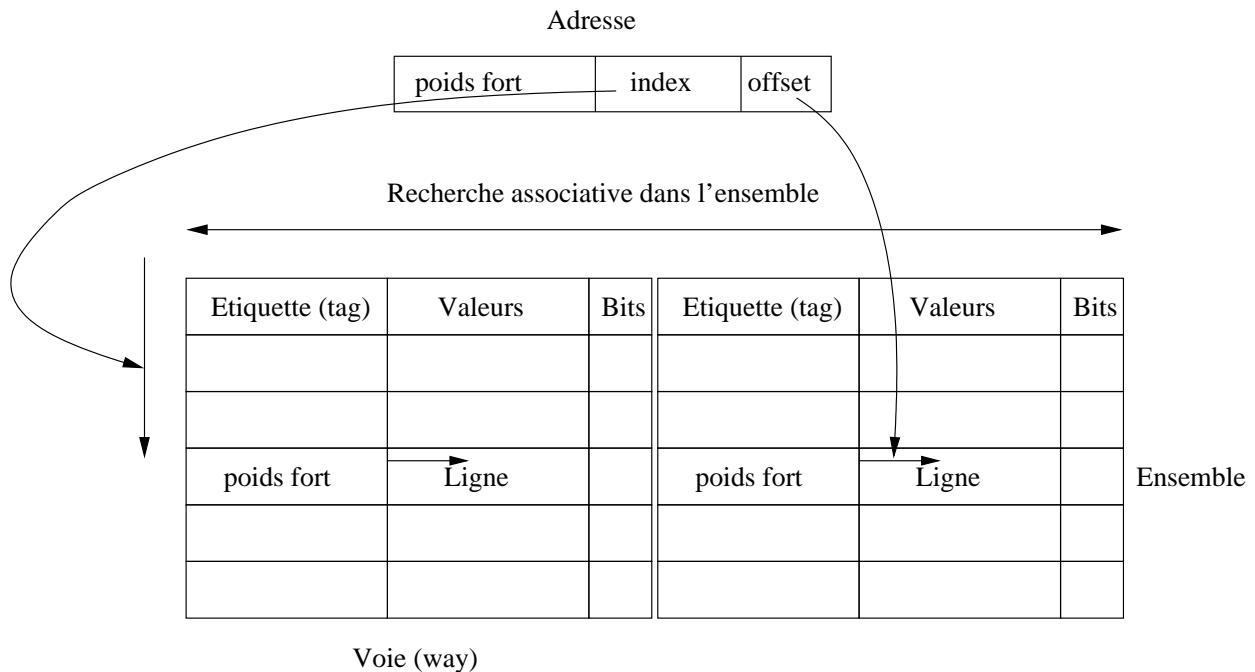 Adresse
poids fort index offset
Recherche associative dans l'ensemble
Etiquette (tag) Valeurs Bits Etiquette (tag) Valeurs Bits
poids fort Ligne poids fort Ligne Ensemble
Voie (way)